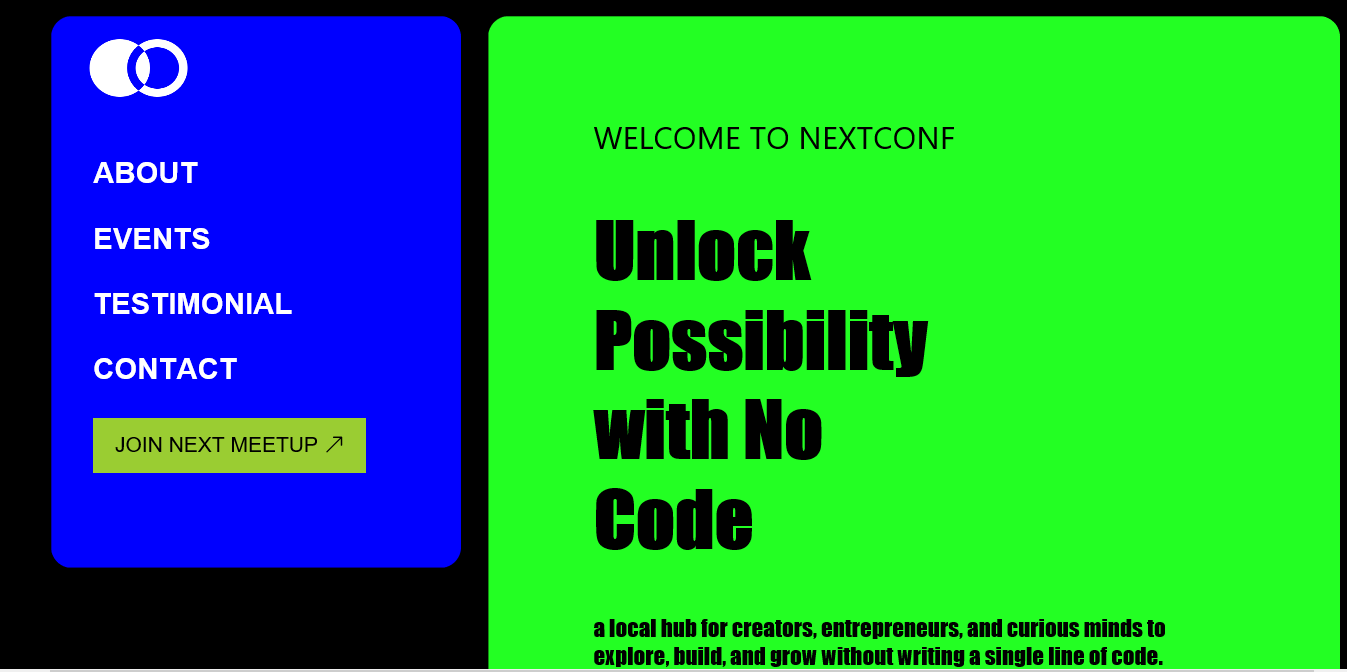 ABOUT
EVENTS
TESTIMONIAL
CONTACT
JOIN NEXT MEETUP ↗
WELCOME TO NEXTCONF
Unlock
Possibility
with No
Code
a local hub for creators, entrepreneurs, and curious minds to
explore, build, and grow without writing a single line of code.